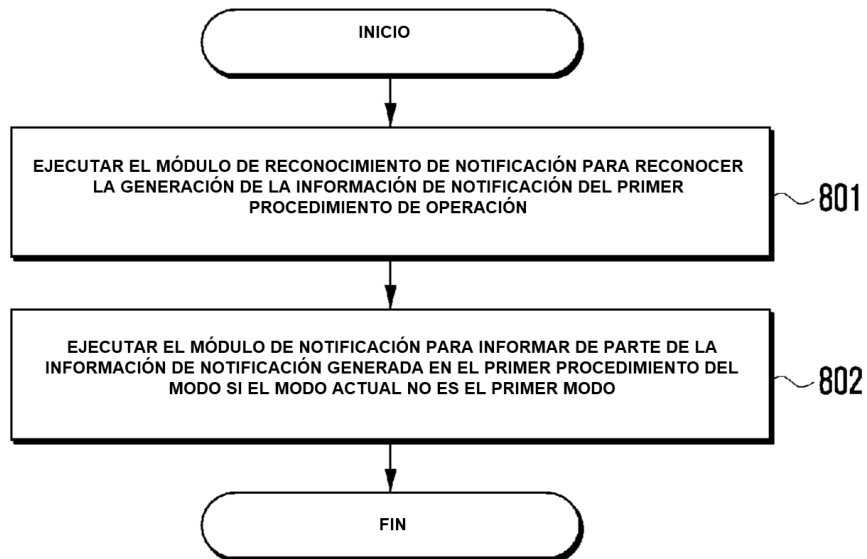 INICIO
EJECUTAR EL MÓDULO DE RECONOCIMIENTO DE NOTIFICACIÓN PARA RECONOCER
LA GENERACIÓN DE LA INFORMACIÓN DE NOTIFICACIÓN DEL PRIMER
PROCEDIMIENTO DE OPERACIÓN
801
EJECUTAR EL MÓDULO DE NOTIFICACIÓN PARA INFORMAR DE PARTE DE LA
INFORMACIÓN DE NOTIFICACIÓN GENERADA EN EL PRIMER PROCEDIMIENTO DEL
MODO SI EL MODO ACTUAL NO ES EL PRIMER MODO
802
FIN